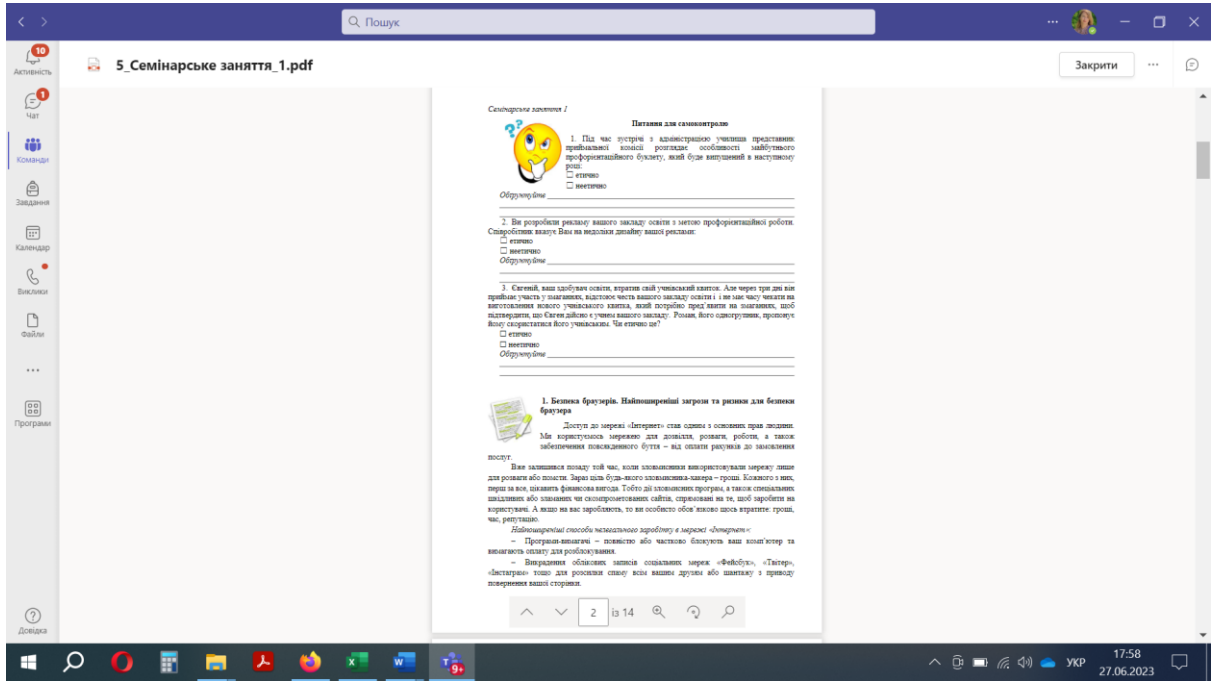 Пошук
10
Активність
5_Семінарське заняття_1.pdf
Закрити
1
Чат
Команди
Завдання
Календар
Виклики
Файли
Програми
Довідка
Семінарське заняття 1
??
Питання для самоконтролю
1. Під час зустрічі з адміністрацією училища представник
приймальної комісії розглядає особливості майбутнього
профорієнтаційного буклету, який буде випущений в наступному
році:
☐ етично
☐ неетично
Обґрунтуйте
2. Ви розробили рекламу вашого закладу освіти з метою профорієнтаційної роботи.
Співробітник вказує Вам на недоліки дизайну вашої реклами:
☐ етично
☐ неетично
Обґрунтуйте
3. Євгеній, ваш здобувач освіти, втратив свій учнівський квиток. Але через три дні він
приймає участь у змаганнях, відстоює честь вашого закладу освіти і і не має часу чекати на
виготовлення нового учнівського квитка, який потрібно пред’явити на змаганнях, щоб
підтвердити, що Євген дійсно є учнем вашого закладу. Роман, його одногрупник, пропонує
йому скористатися його учнівським. Чи етично це?
☐ етично
☐ неетично
Обґрунтуйте
1. Безпека браузерів. Найпоширеніші загрози та ризики для безпеки
браузера
Доступ до мережі «Інтернет» став одним з основних прав людини.
Ми користуємось мережею для дозвілля, розваги, роботи, а також
забезпечення повсякденного буття – від оплати рахунків до замовлення
послуг.
Вже залишився позаду той час, коли зловмисники використовували мережу лише
для розваги або помсти. Зараз ціль будь-якого зловмисника-хакера – гроші. Кожного з них,
перш за все, цікавить фінансова вигода. Тобто дії зловмисних програм, а також спеціальних
шкідливих або зламаних чи скомпрометованих сайтів, спрямовані на те, щоб заробити на
користувачі. А якщо на вас заробляють, то ви особисто обов’язково щось втратите: гроші,
час, репутацію.
Найпоширеніші способи нелегального заробітку в мережі «Інтернет»:
– Програми-вимагачі – повністю або частково блокують ваш комп’ютер та
вимагають оплату для розблокування.
– Викрадення облікових записів соціальних мереж «Фейсбук», «Твітер»,
«Інстаграм» тощо для розсилки спаму всім вашим друзям або шантажу з приводу
повернення вашої сторінки.
2 із 14
9+
УКР
17:58
27.06.2023